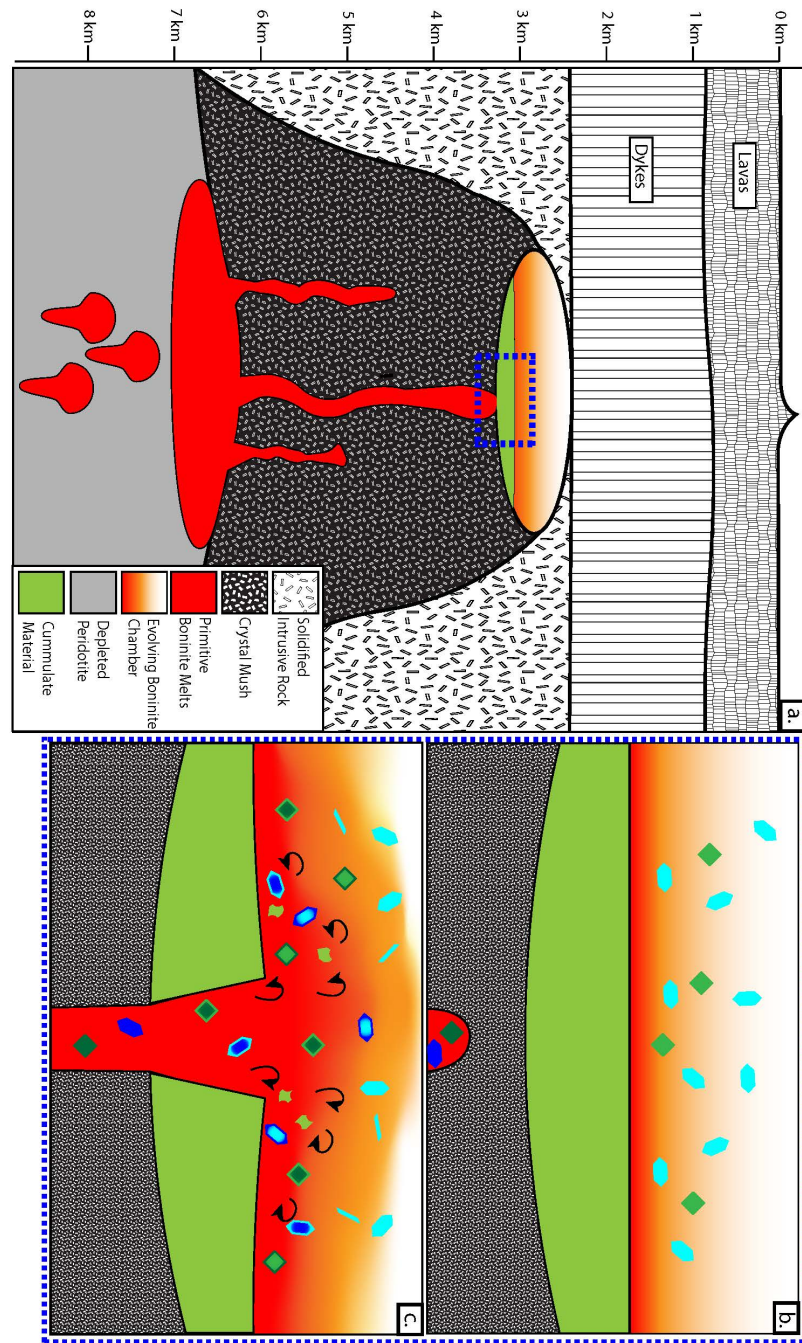 a.
0 km
1 km
2 km
3 km
4 km
5 km
6 km
7 km
8 km
Lavas
Dykes
Solidified
Intrusive Rock
Crystal Mush
Primitive
Boninite Melts
Evolving Boninite
Chamber
Depleted
Peridotite
Cummulate
Material
b.
c.